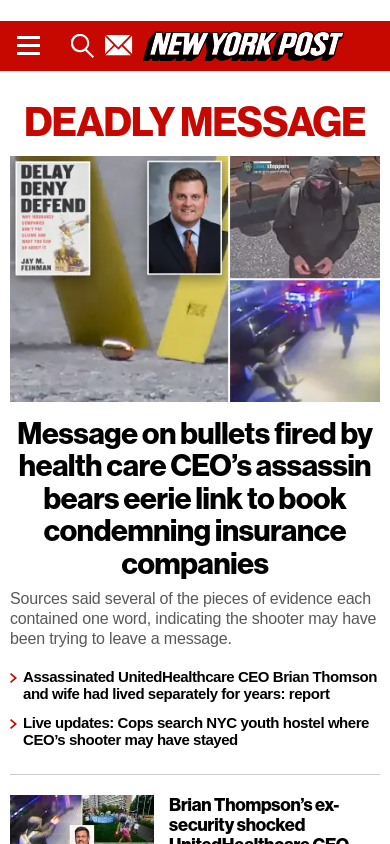 NEW YORK POST
DEADLY MESSAGE
DELAY
DENY
DEFEND
WHY INSURANCE
COMPANIES
DON'T PAY
CLAIMS AND
WHAT YOU CAN
DO ABOUT IT
JAY M.
FEINMAN
Message on bullets fired by
health care CEO’s assassin
bears eerie link to book
condemning insurance
companies
Sources said several of the pieces of evidence each
contained one word, indicating the shooter may have
been trying to leave a message.
Assassinated UnitedHealthcare CEO Brian Thomson
and wife had lived separately for years: report
Live updates: Cops search NYC youth hostel where
CEO’s shooter may have stayed
Brian Thompson’s ex-
security shocked
UnitedHealthcare CEO